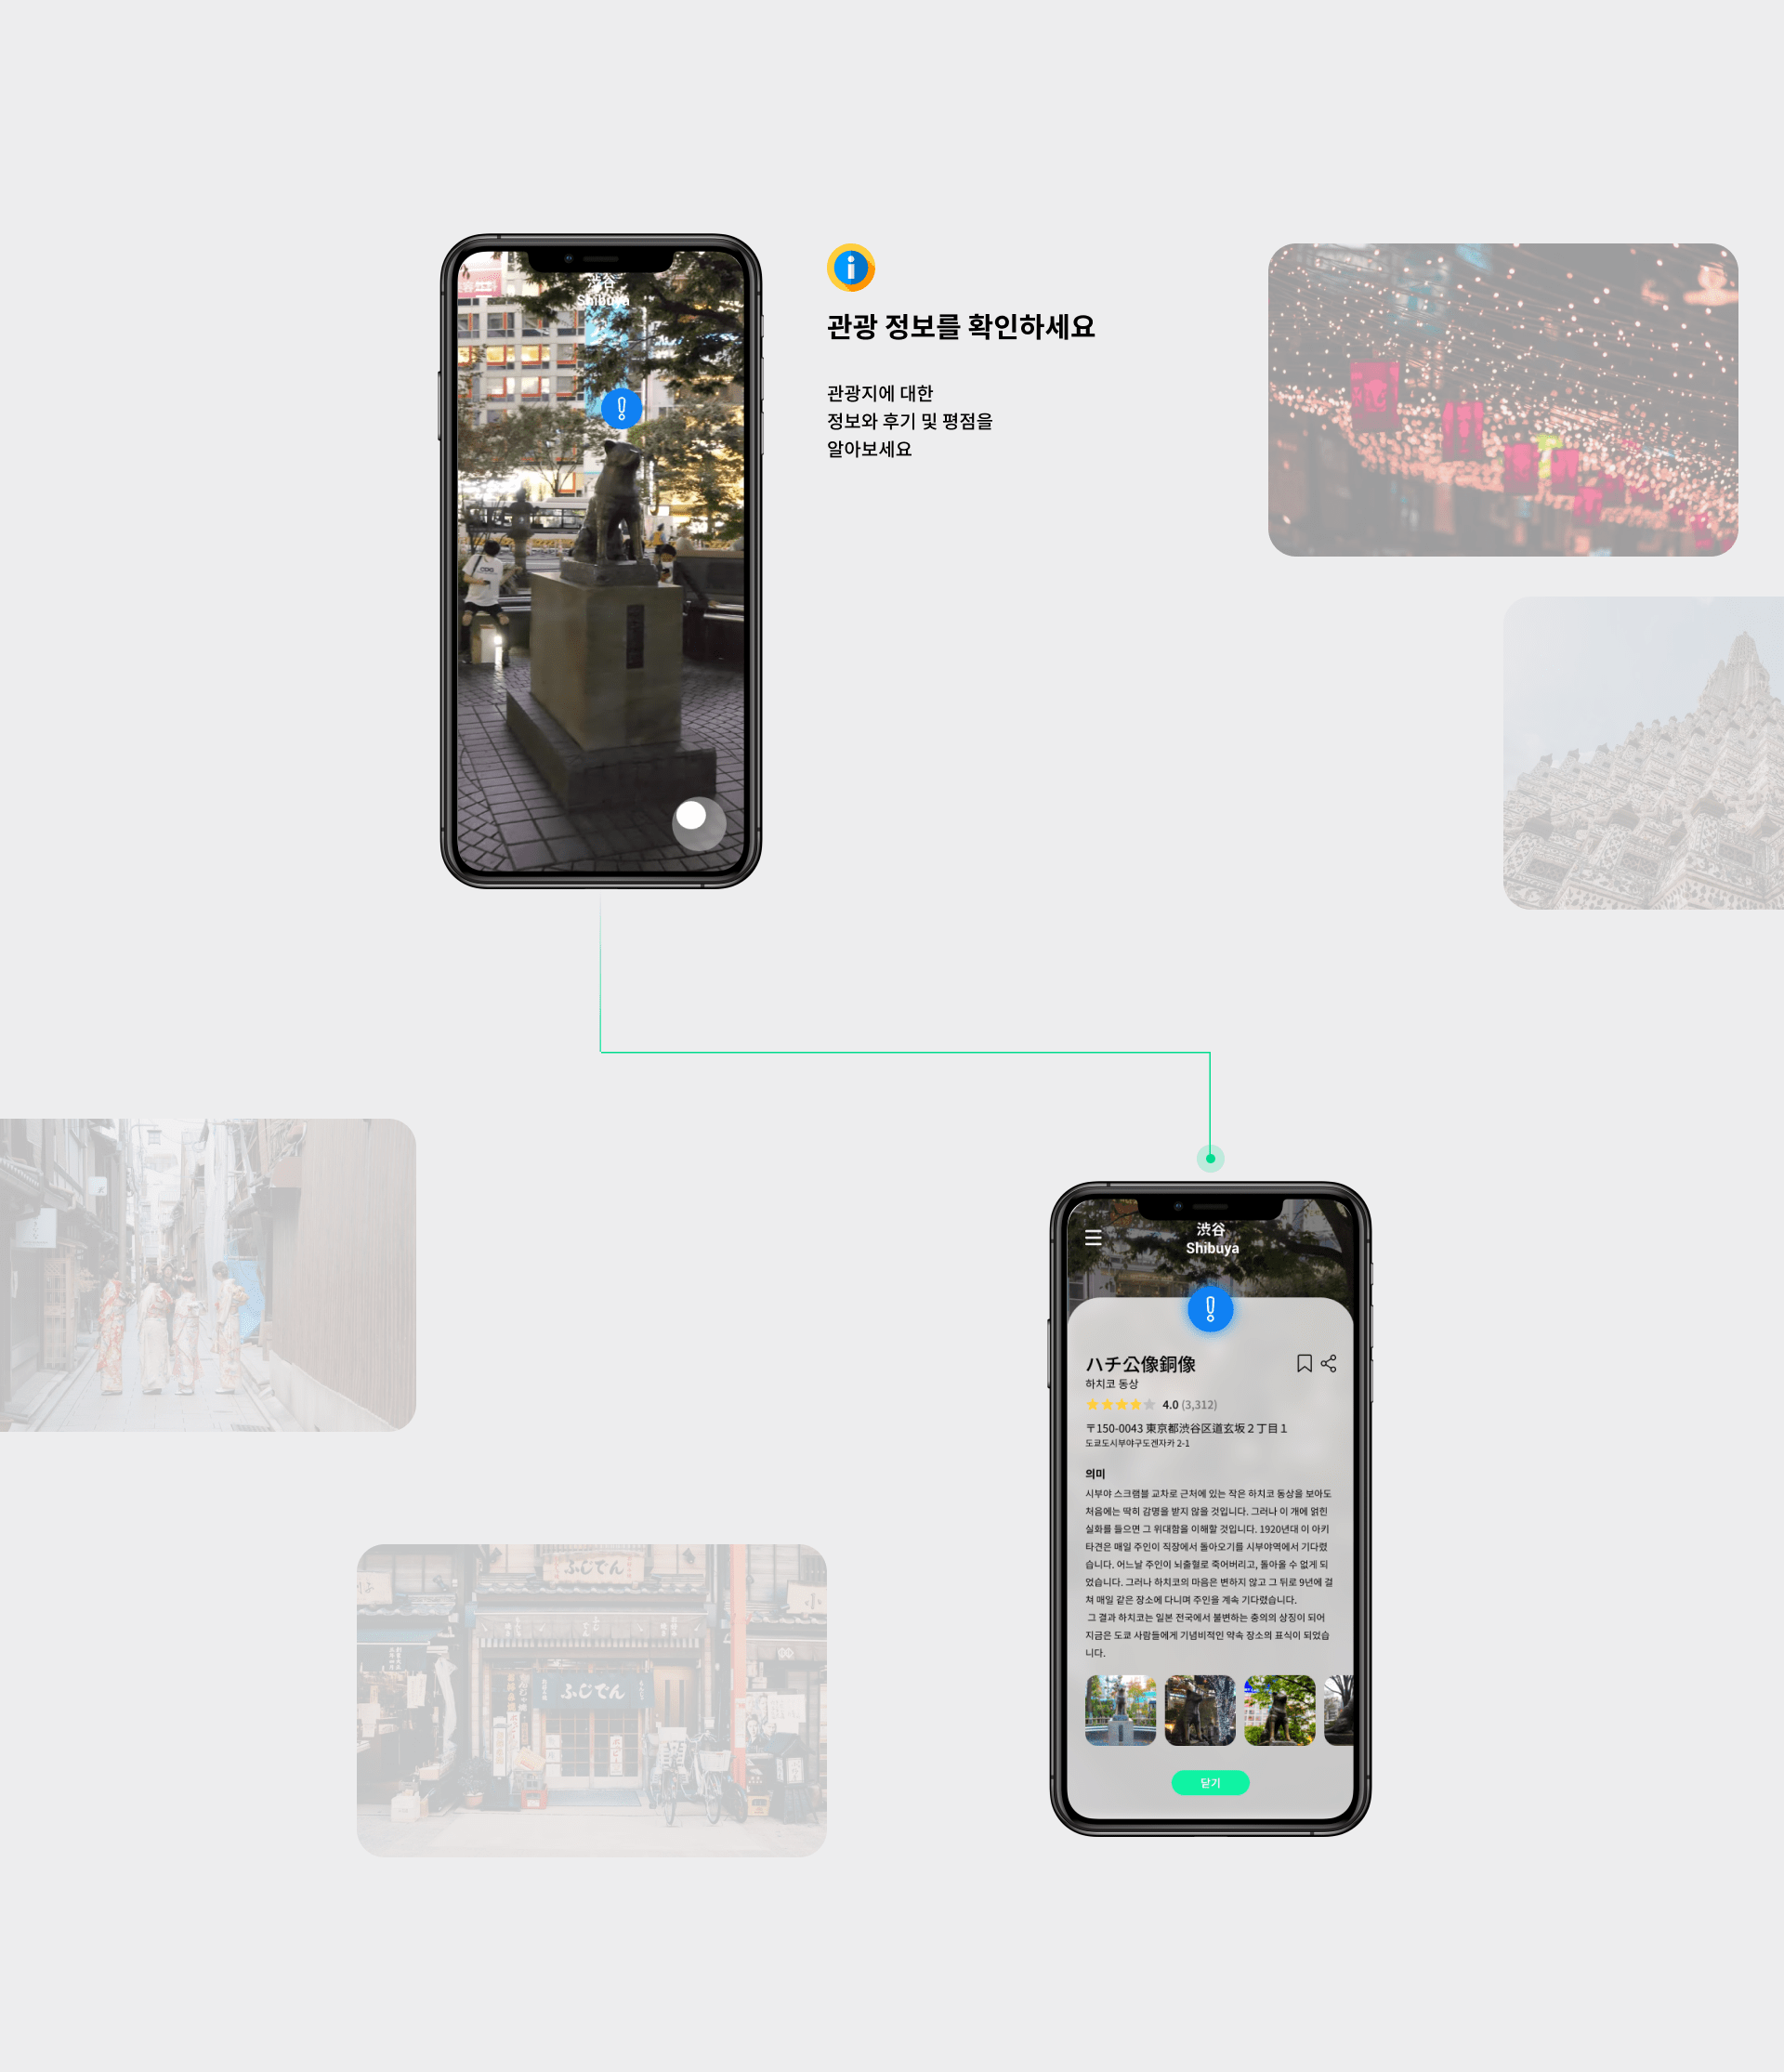 渋谷
Shibuya
관광 정보를 확인하세요
관광지에 대한
정보와 후기 및 평점을
알아보세요
渋谷
Shibuya
ハチ公像銅像
하치코 동상
4.0 (3,312)
〒150-0043 東京都渋谷区道玄坂２丁目１
도쿄도시부야구도겐자카 2-1
의미
시부야 스크램블 교차로 근처에 있는 작은 하치코 동상을 보아도
처음에는 딱히 감명을 받지 않을 것입니다. 그러나 이 개에 얽힌
실화를 들으면 그 위대함을 이해할 것입니다. 1920년대 이 아키
타견은 매일 주인이 직장에서 돌아오기를 시부야역에서 기다렸
습니다. 어느날 주인이 뇌출혈로 죽어버리고, 돌아올 수 없게 되
었습니다. 그러나 하치코의 마음은 변하지 않고 그 뒤로 9년에 걸
쳐 매일 같은 장소에 다니며 주인을 계속 기다렸습니다.
그 결과 하치코는 일본 전국에서 불변하는 충의의 상징이 되어
지금은 도쿄 사람들에게 기념비적인 약속 장소의 표식이 되었습
니다.
닫기
ふじでん
ふじでん